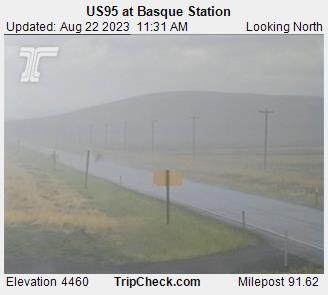 US95 at Basque Station
Updated: Aug 22 2023 11:31 AM Looking North
Elevation 4460 TripCheck.com Milepost 91.62